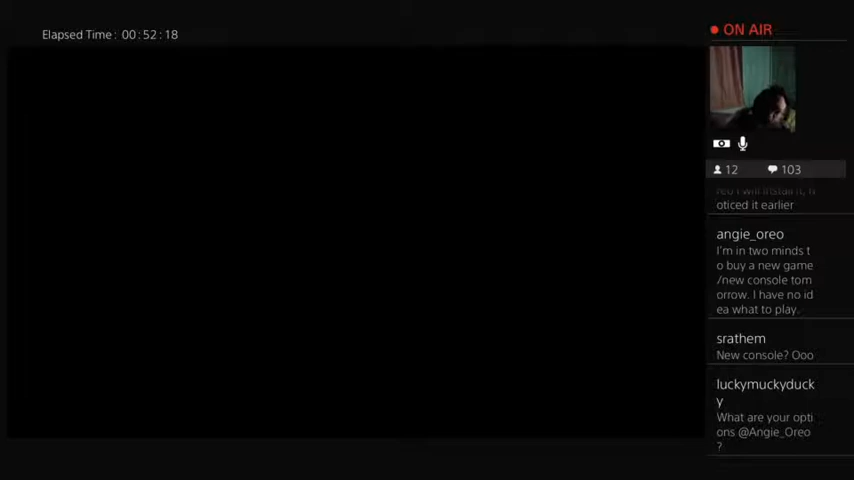 Elapsed Time: 00:52:18
ON AIR
12 103
oticed it earlier
angie_oreo
I'm in two minds t
o buy a new game
/new console tom
orrow. I have no id
ea what to play.
srathem
New console? Ooo
luckymuckyduck
y
What are your opti
ons @Angie_Oreo
?